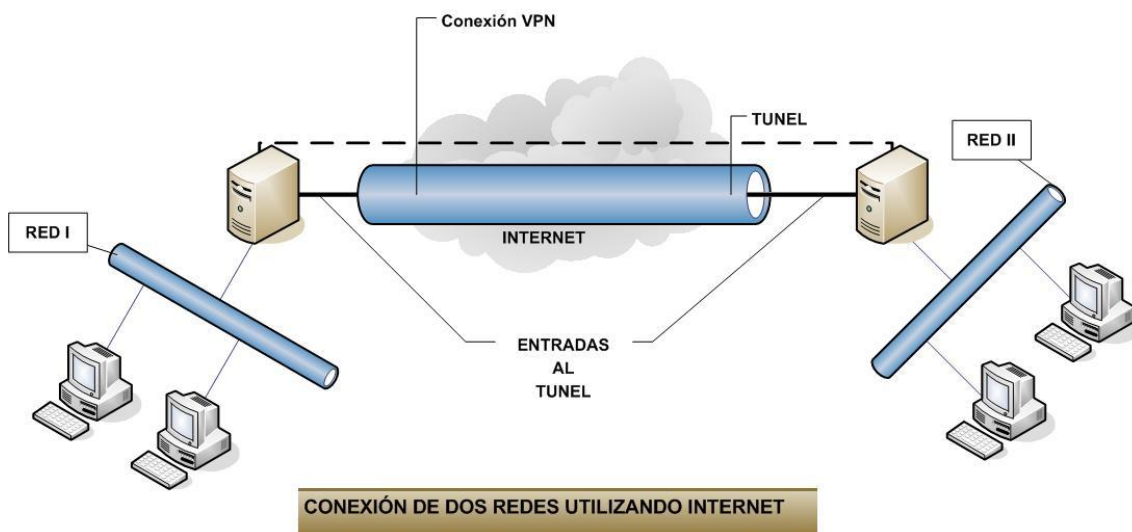 Conexión VPN
TUNEL
RED II
RED I
INTERNET
ENTRADAS
AL
TUNEL
CONEXIÓN DE DOS REDES UTILIZANDO INTERNET